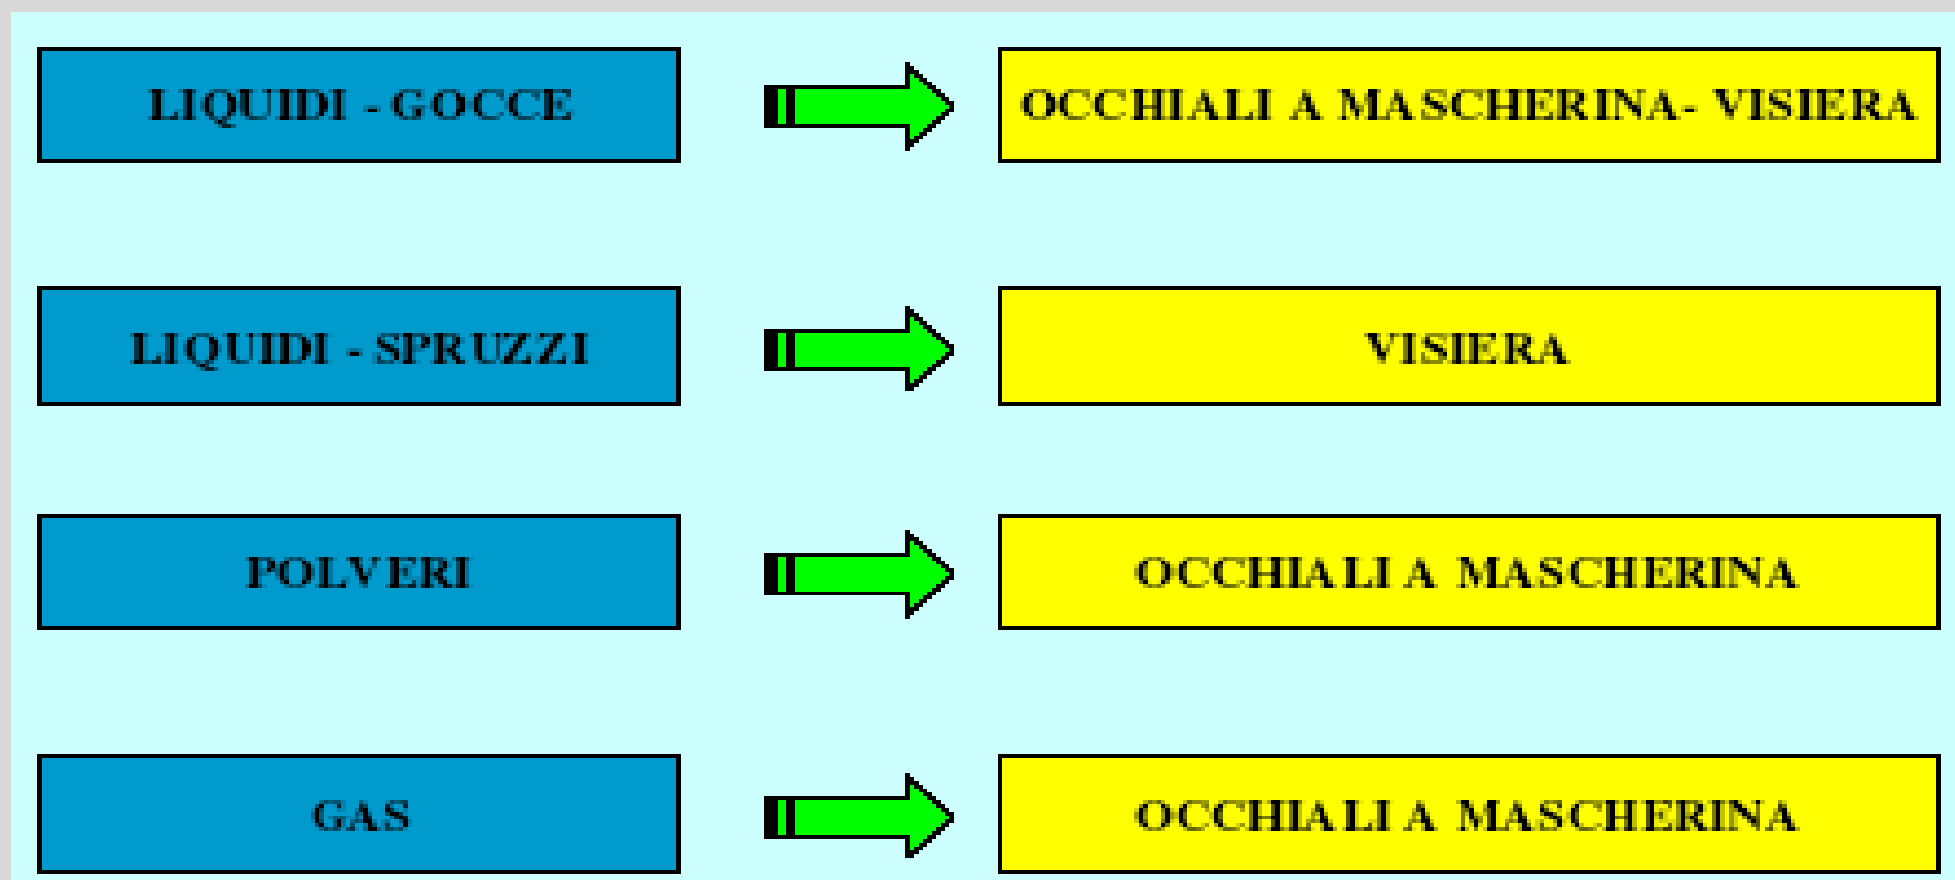 LIQUIDI - GOCCE
OCCHIALI A MASCHERINA- VISIERA
LIQUIDI - SPRUZZI
VISIERA
POLVERI
OCCHIALI A MASCHERINA
GAS
OCCHIALI A MASCHERINA